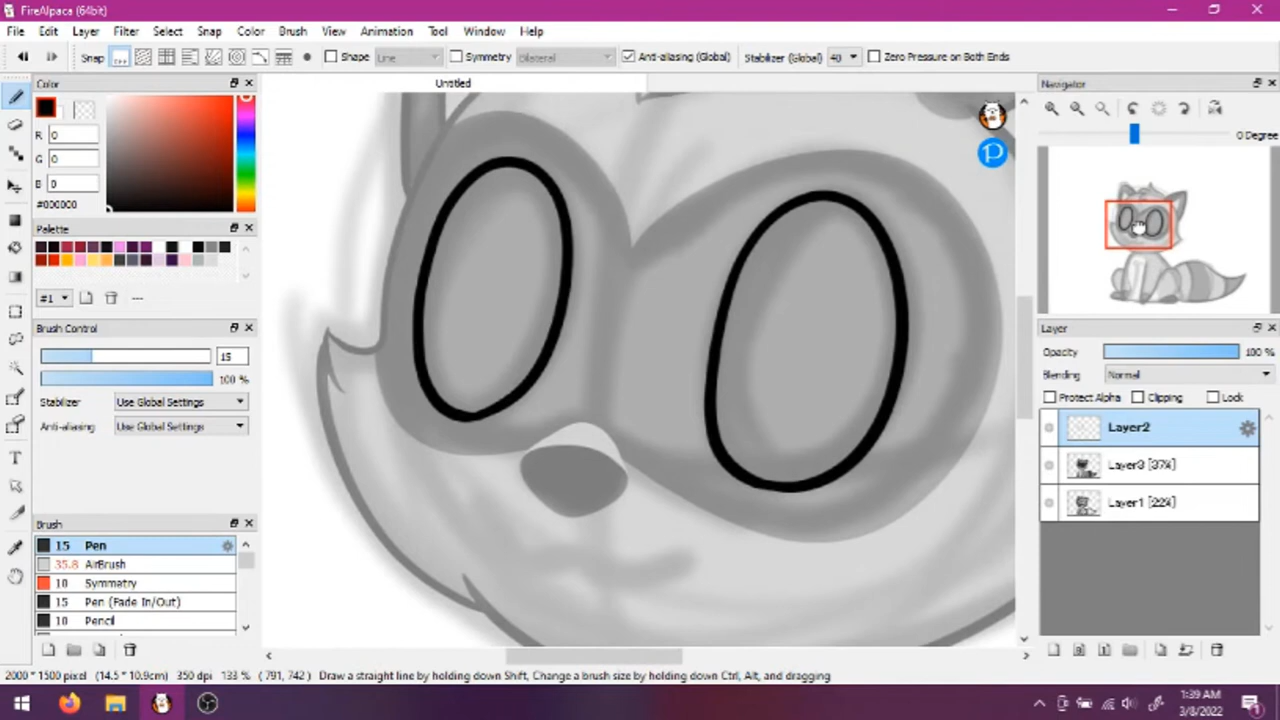 FireAlpaca (64bit)
File Edit Layer Filter Select Snap Color Brush Animation Tool Window Help
Snap Shape Line Symmetry Bilateral Anti-aliasing (Global) Stabilizer (Global) 40 Zero Pressure on Both Ends
Color
R 0
G 0
B 0
#000000
Palette
#1 ---
Brush Control
15
100 %
Stabilizer Use Global Settings
Anti-aliasing Use Global Settings
Brush
15 Pen
35.8 AirBrush
10 Symmetry
15 Pen (Fade In/Out)
10 Pencil
Untitled
Navigator
0 Degree
Layer
Opacity 100 %
Blending Normal
Protect Alpha Clipping Lock
Layer2
Layer3 [37%]
Layer1 [22%]
2000 * 1500 pixel (14.5 * 10.9cm) 350 dpi 133 % ( 791, 742 ) Draw a straight line by holding down Shift, Change a brush size by holding down Ctrl, Alt, and dragging
1:39 AM
3/8/2022